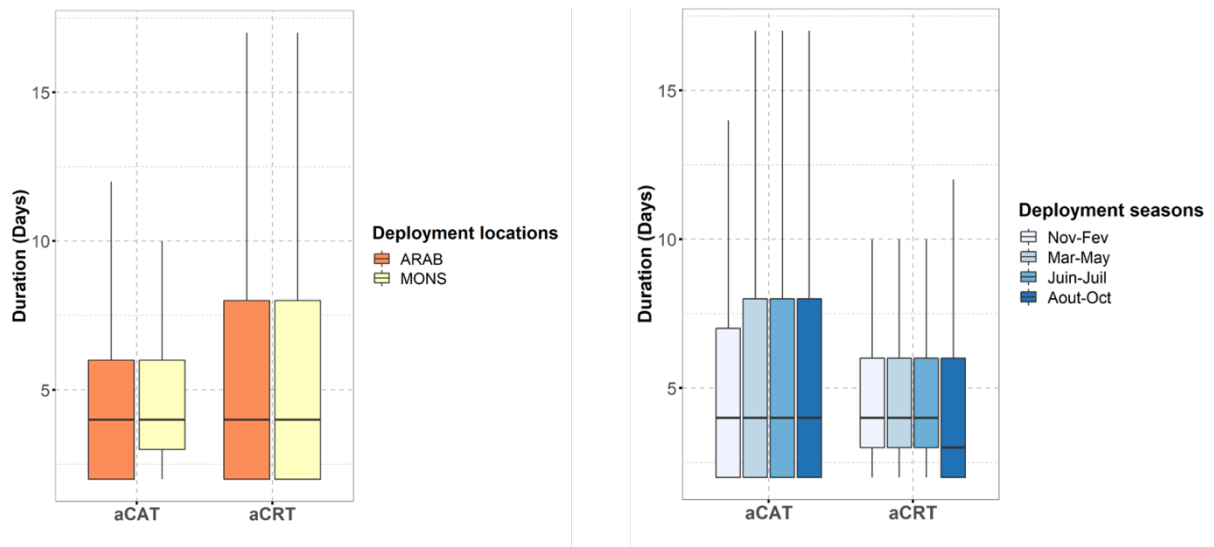 Duration (Days)
15
10
5
aCAT
aCRT
Deployment locations
ARAB
MONS
Duration (Days)
15
10
5
aCAT
aCRT
Deployment seasons
Nov-Fev
Mar-May
Juin-Juil
Aout-Oct